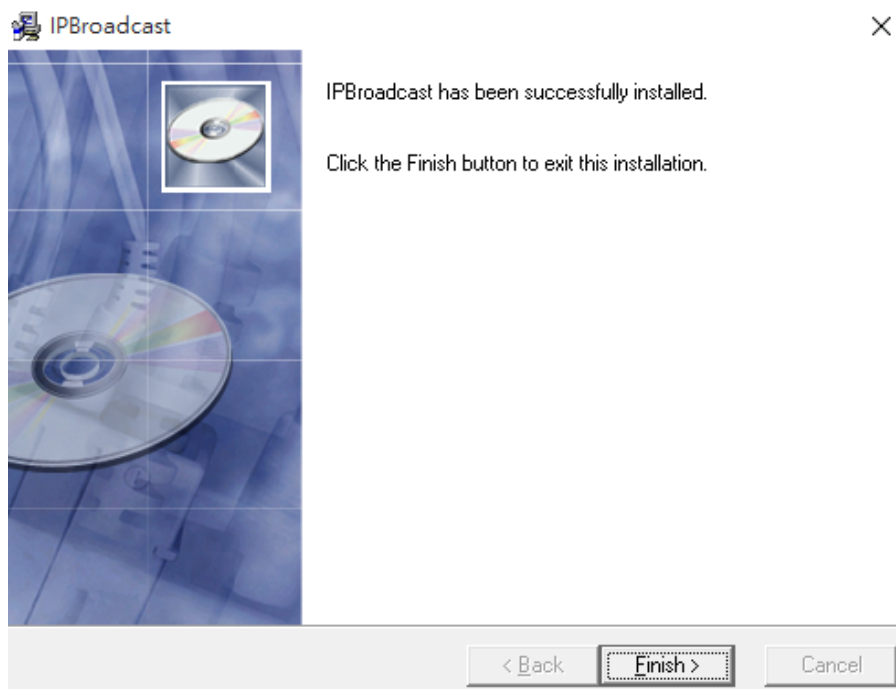 IPBroadcast
IPBroadcast has been successfully installed.
Click the Finish button to exit this installation.
< Back
Finish >
Cancel